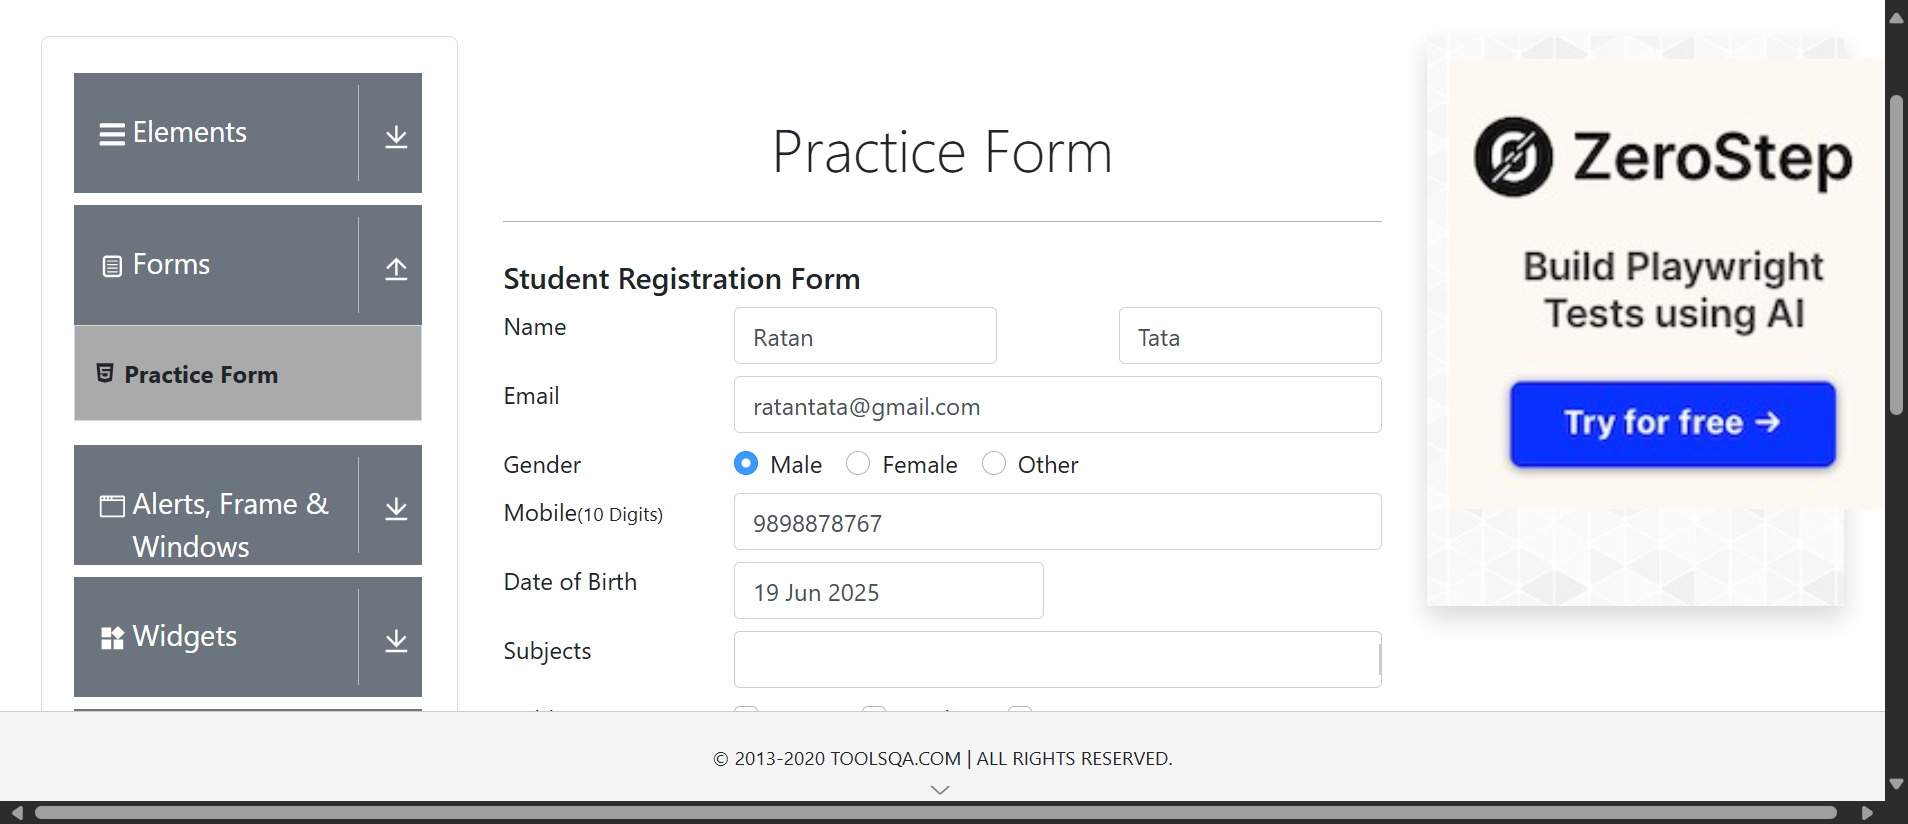 Elements
Forms
Practice Form
Alerts, Frame &
Windows
Widgets
Practice Form
Student Registration Form
Name
Ratan
Tata
Email
ratantata@gmail.com
Gender
Male
Female
Other
Mobile(10 Digits)
9898878767
Date of Birth
19 Jun 2025
Subjects
ZeroStep
Build Playwright
Tests using AI
Try for free →
© 2013-2020 TOOLSQA.COM | ALL RIGHTS RESERVED.